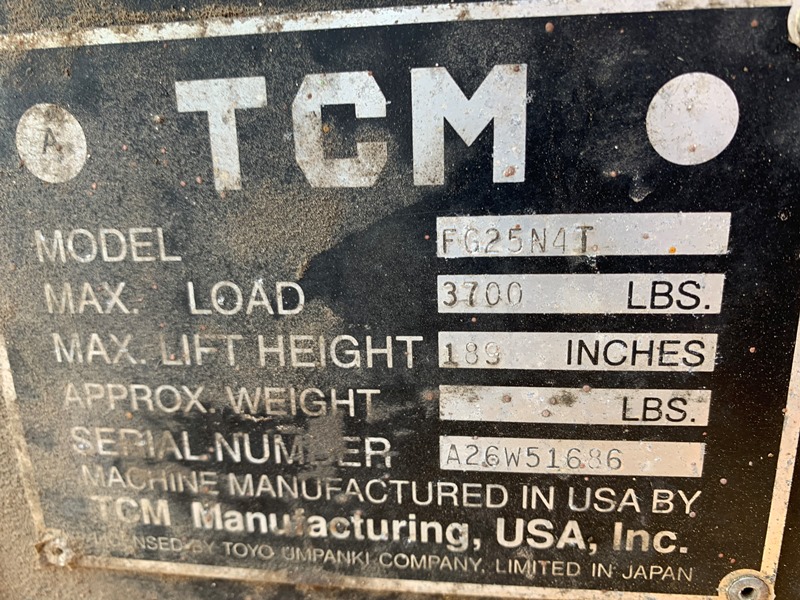 TCM
A
MODEL FG25N4T
MAX. LOAD 3700 LBS.
MAX. LIFT HEIGHT 189 INCHES
APPROX. WEIGHT LBS.
SERIAL NUMBER A26W51686
MACHINE MANUFACTURED IN USA BY
TCM Manufacturing, USA, Inc.
LICENSED BY TOYO UMPANKI COMPANY, LIMITED IN JAPAN